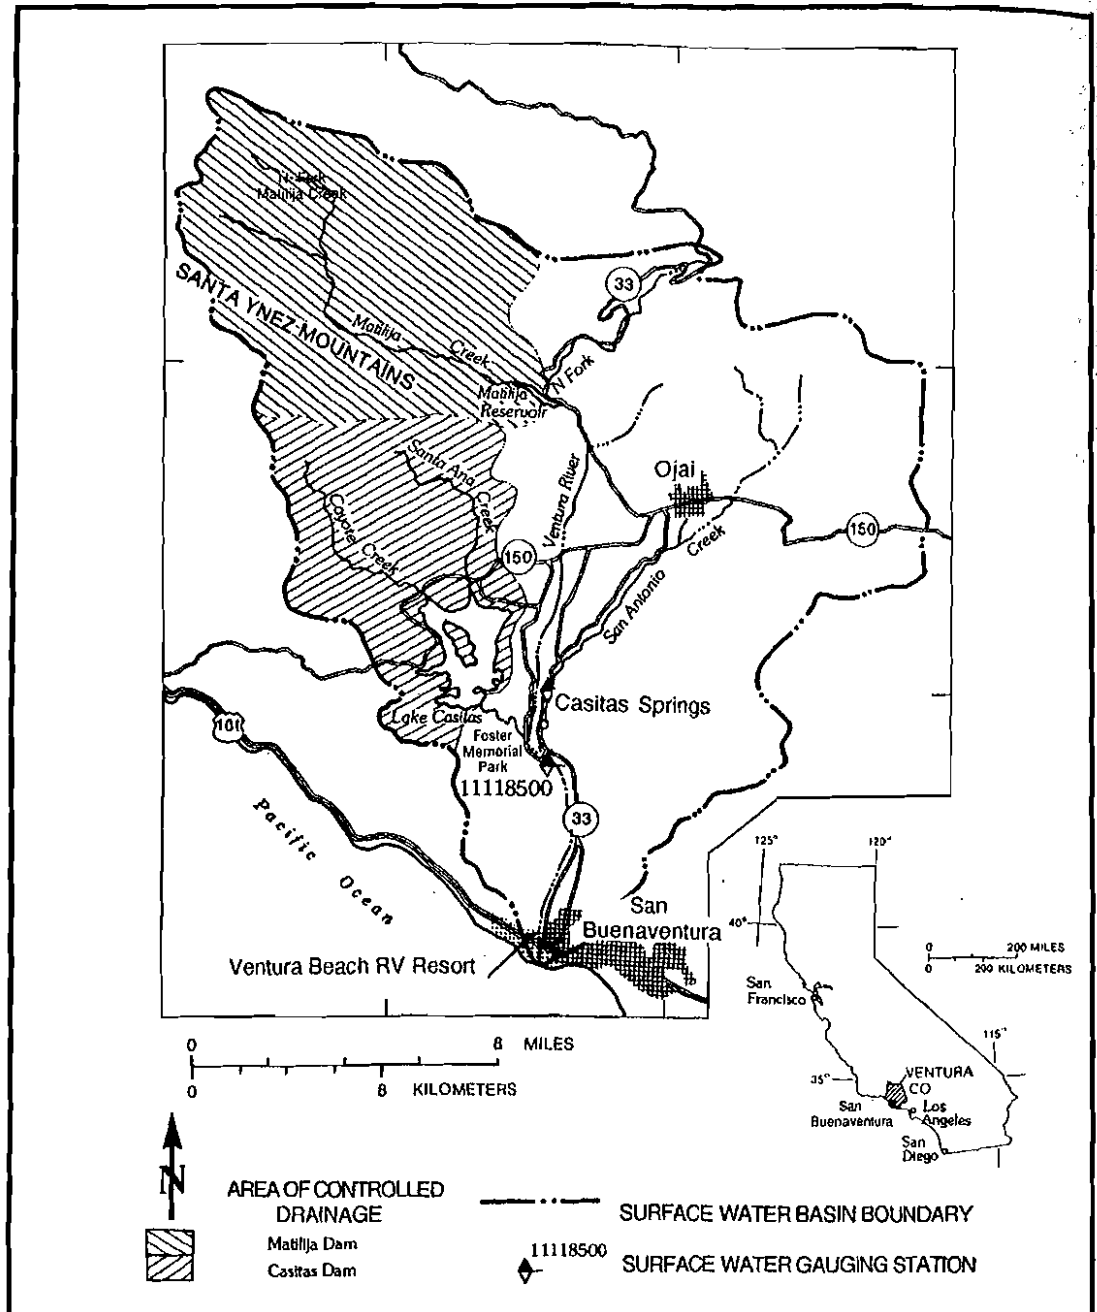 N. Fork
Matilija Creek
SANTA YNEZ MOUNTAINS
33
Matilija
Creek
N Fork
Matilija
Reservoir
Santa Ana
Creek
Coyote
Creek
Ventura River
Ojai
150
150
San Antonio
Creek
Casitas Springs
Lake Casitas
101
Foster
Memorial
Park
11118500
33
Pacific
Ocean
San
Buenaventura
Ventura Beach RV Resort
125°
120°
40°
0 200 MILES
0 200 KILOMETERS
San
Francisco
115°
35°
VENTURA
CO
San
Buenaventura
Los
Angeles
San
Diego
0 8 MILES
0 8 KILOMETERS
N
AREA OF CONTROLLED
DRAINAGE
Matilija Dam
Casitas Dam
SURFACE WATER BASIN BOUNDARY
11118500
SURFACE WATER GAUGING STATION